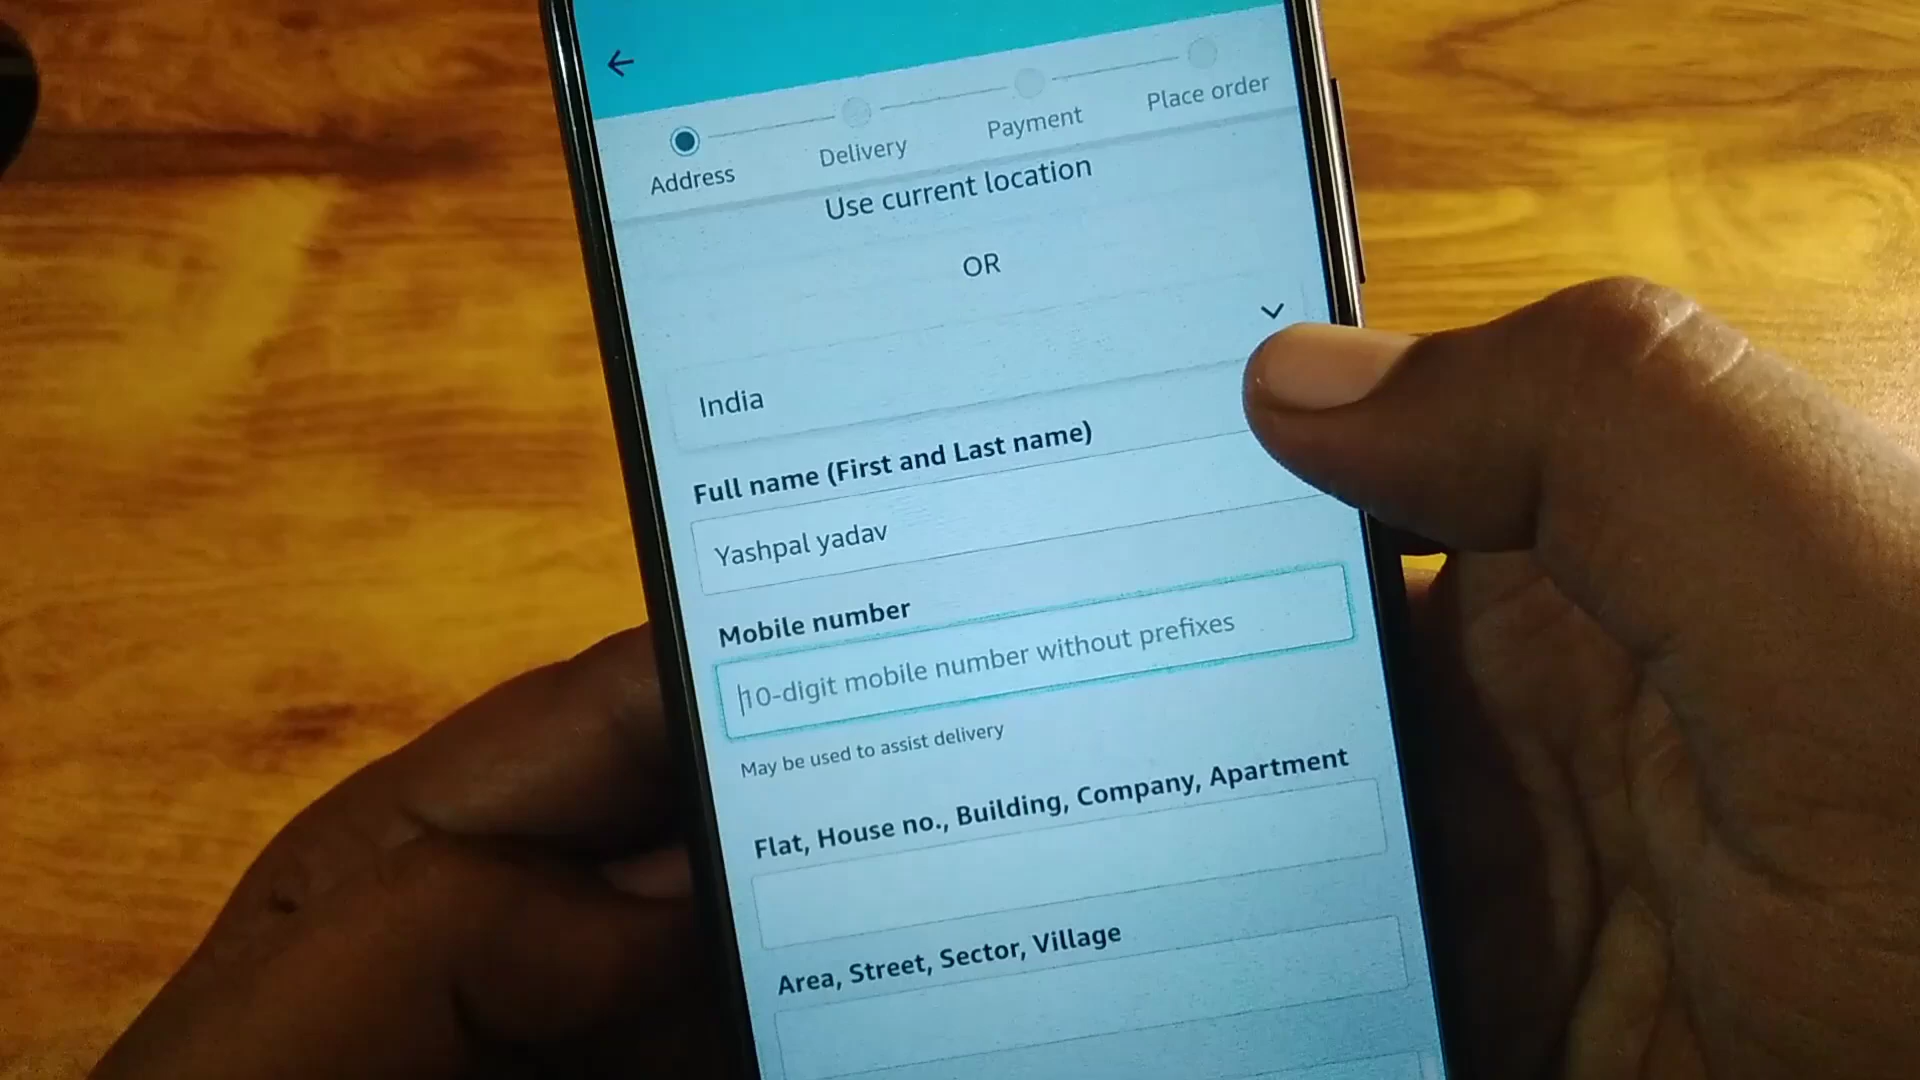 Address
Delivery
Payment
Place order
Use current location
OR
India
Full name (First and Last name)
Yashpal yadav
Mobile number
10-digit mobile number without prefixes
May be used to assist delivery
Flat, House no., Building, Company, Apartment
Area, Street, Sector, Village